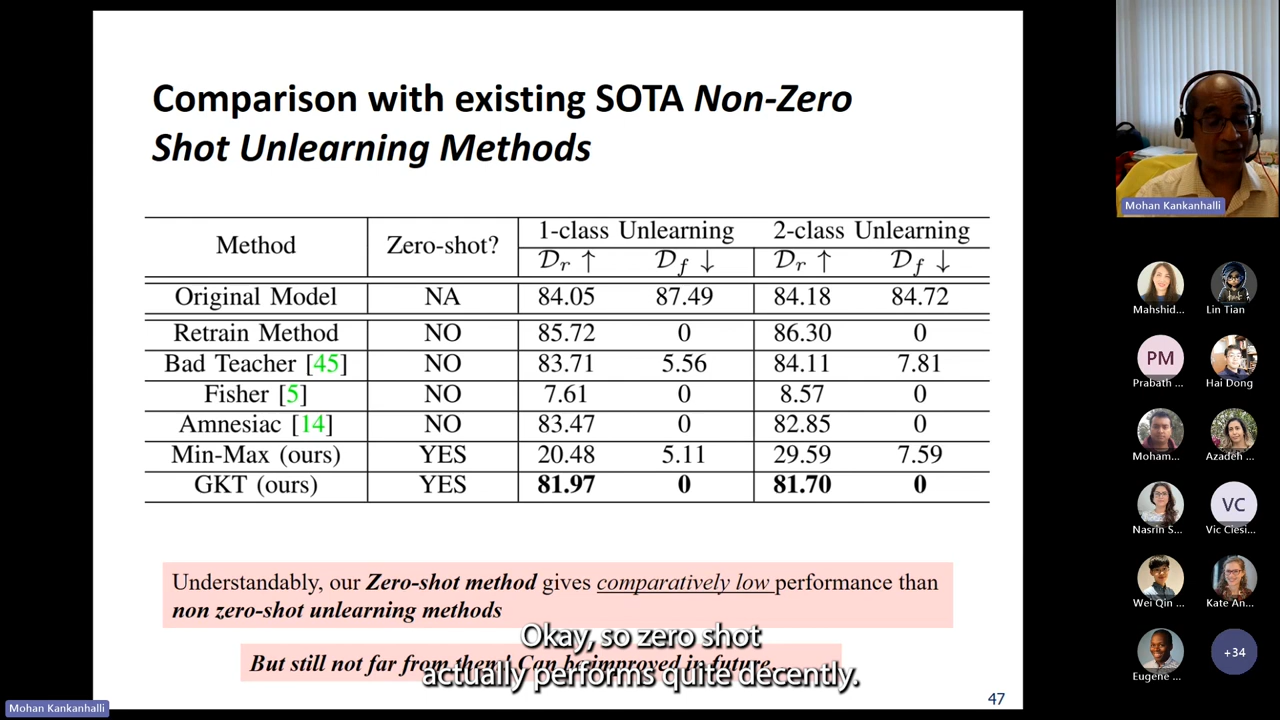 Comparison with existing SOTA Non-Zero
Shot Unlearning Methods
Method Zero-shot? 1-class Unlearning 2-class Unlearning
𝒟r ↑ 𝒟f ↓ 𝒟r ↑ 𝒟f ↓
Original Model NA 84.05 87.49 84.18 84.72
Retrain Method NO 85.72 0 86.30 0
Bad Teacher [45] NO 83.71 5.56 84.11 7.81
Fisher [5] NO 7.61 0 8.57 0
Amnesiac [14] NO 83.47 0 82.85 0
Min-Max (ours) YES 20.48 5.11 29.59 7.59
GKT (ours) YES 81.97 0 81.70 0
Understandably, our Zero-shot method gives comparatively low performance than
non zero-shot unlearning methods
But still not far from them! Can be improved in future.
Okay, so zero shot
actually performs quite decently.
47
Mohan Kankanhalli
Mohan Kankanhalli
Mahshid...
Lin Tian
PM
Prabath ...
Hai Dong
Moham...
Azadeh ...
Nasrin S...
VC
Vic Ciesi...
Wei Qin ...
Kate An...
Eugene ...
+34